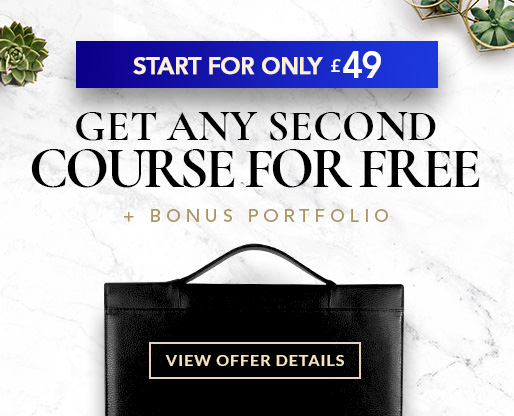 START FOR ONLY £49
GET ANY SECOND
COURSE FOR FREE
+ BONUS PORTFOLIO
VIEW OFFER DETAILS